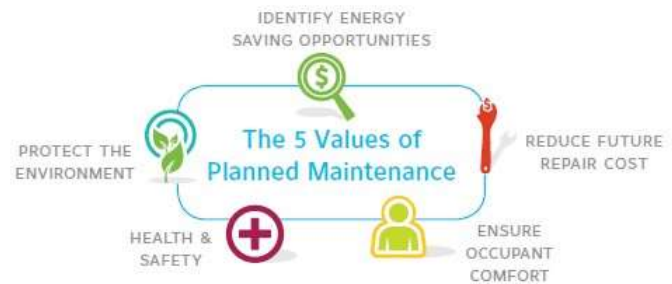 IDENTIFY ENERGY
SAVING OPPORTUNITIES
$
The 5 Values of
Planned Maintenance
$
REDUCE FUTURE
REPAIR COST
PROTECT THE
ENVIRONMENT
HEALTH &
SAFETY
ENSURE
OCCUPANT
COMFORT